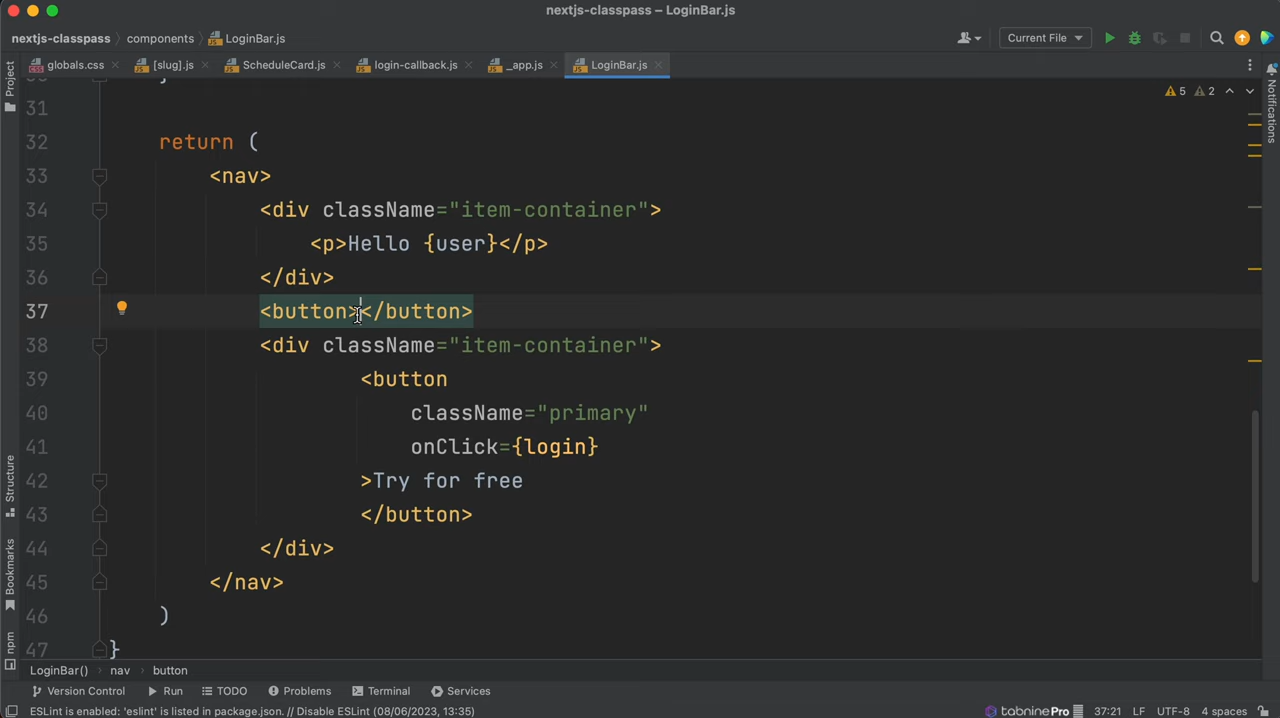 nextjs-classpass – LoginBar.js
nextjs-classpass
components
LoginBar.js
Current File
globals.css
[slug].js
ScheduleCard.js
login-callback.js
_app.js
LoginBar.js
Project
Notifications
5
2
31
32 return (
33 <nav>
34 <div className="item-container">
35 <p>Hello {user}</p>
36 </div>
37 <button></button>
38 <div className="item-container">
39 <button
40 className="primary"
41 onClick={login}
42 >Try for free
43 </button>
44 </div>
45 </nav>
46 )
47 }
Structure
Bookmarks
npm
LoginBar()
nav
button
Version Control
Run
TODO
Problems
Terminal
Services
ESLint is enabled: 'eslint' is listed in package.json. // Disable ESLint (08/06/2023, 13:35)
tabninePro
37:21
LF
UTF-8
4 spaces